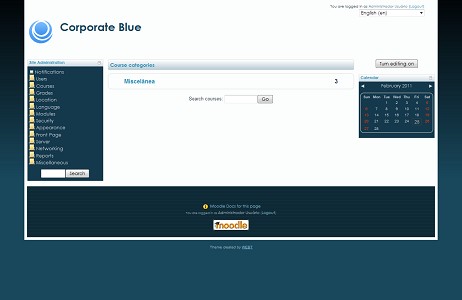 You are logged in as Administrador Usuario (Logout)
English (en)
Corporate Blue
Site Administration
Notifications
Users
Courses
Grades
Location
Language
Modules
Security
Appearance
Front Page
Server
Networking
Reports
Miscellaneous
Search
Course categories
Miscelánea 3
Search courses: Go
Turn editing on
Calendar
February 2011
Sun Mon Tue Wed Thu Fri Sat
1 2 3 4 5
6 7 8 9 10 11 12
13 14 15 16 17 18 19
20 21 22 23 24 25 26
27 28
Moodle Docs for this page
You are logged in as Administrador Usuario (Logout)
moodle
Theme created by